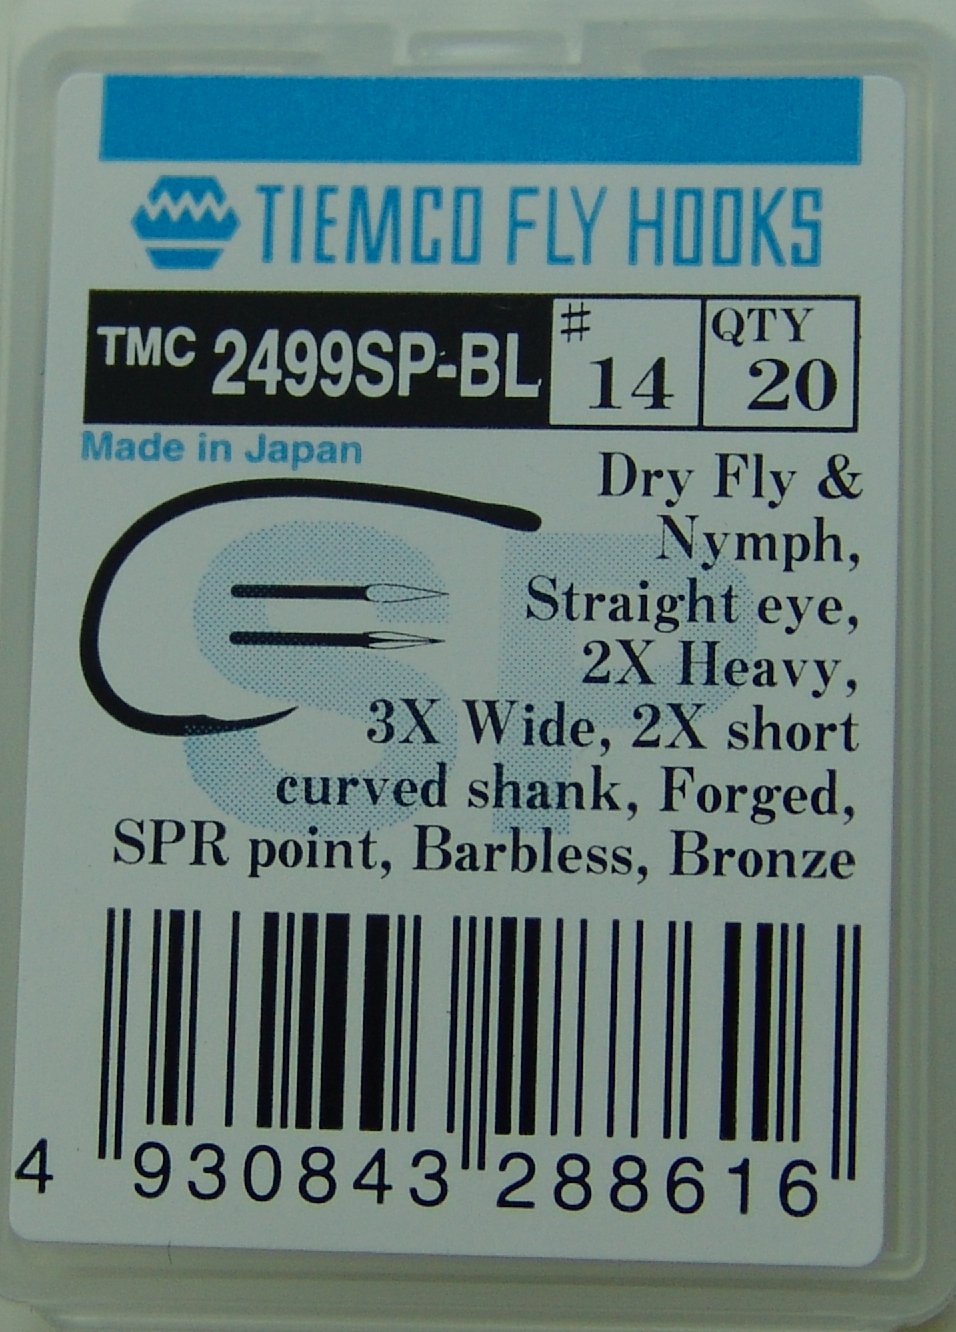 TIEMCO FLY HOOKS
TMC 2499SP-BL
#
14
QTY
20
Made in Japan
SP
Dry Fly &
Nymph,
Straight eye,
2X Heavy,
3X Wide, 2X short
curved shank, Forged,
SPR point, Barbless, Bronze
4 930843 288616